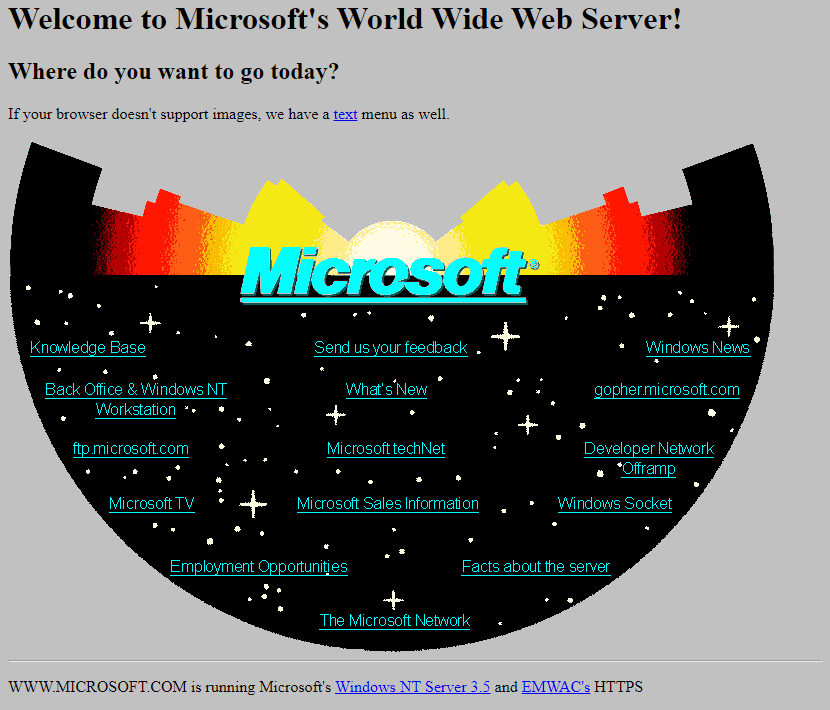 Welcome to Microsoft's World Wide Web Server!
Where do you want to go today?
If your browser doesn't support images, we have a text menu as well.
Microsoft®
Knowledge Base
Send us your feedback
Windows News
Back Office & Windows NT
Workstation
What's New
gopher.microsoft.com
ftp.microsoft.com
Microsoft techNet
Developer Network
Offramp
Microsoft TV
Microsoft Sales Information
Windows Socket
Employment Opportunities
Facts about the server
The Microsoft Network
WWW.MICROSOFT.COM is running Microsoft's Windows NT Server 3.5 and EMWAC's HTTPS